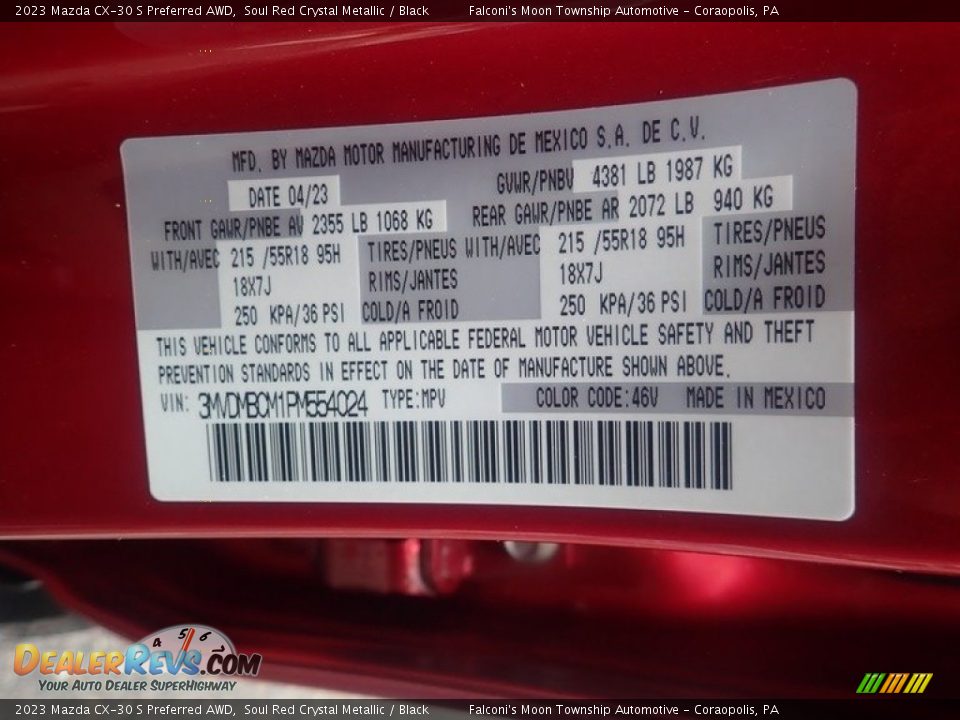 2023 Mazda CX-30 S Preferred AWD, Soul Red Crystal Metallic / Black Falconi's Moon Township Automotive - Coraopolis, PA
MFD. BY MAZDA MOTOR MANUFACTURING DE MEXICO S.A. DE C.V.
DATE 04/23 GVWR/PNBV 4381 LB 1987 KG
FRONT GAWR/PNBE AV 2355 LB 1068 KG REAR GAWR/PNBE AR 2072 LB 940 KG
WITH/AVEC 215 /55R18 95H TIRES/PNEUS WITH/AVEC 215 /55R18 95H TIRES/PNEUS
18X7J RIMS/JANTES 18X7J RIMS/JANTES
250 KPA/36 PSI COLD/A FROID 250 KPA/36 PSI COLD/A FROID
THIS VEHICLE CONFORMS TO ALL APPLICABLE FEDERAL MOTOR VEHICLE SAFETY AND THEFT
PREVENTION STANDARDS IN EFFECT ON THE DATE OF MANUFACTURE SHOWN ABOVE.
VIN: 3MVDMBCM1PM554024 TYPE:MPV COLOR CODE:46V MADE IN MEXICO
4 5 6
DEALERREVS.COM
YOUR AUTO DEALER SUPERHIGHWAY
2023 Mazda CX-30 S Preferred AWD, Soul Red Crystal Metallic / Black Falconi's Moon Township Automotive - Coraopolis, PA